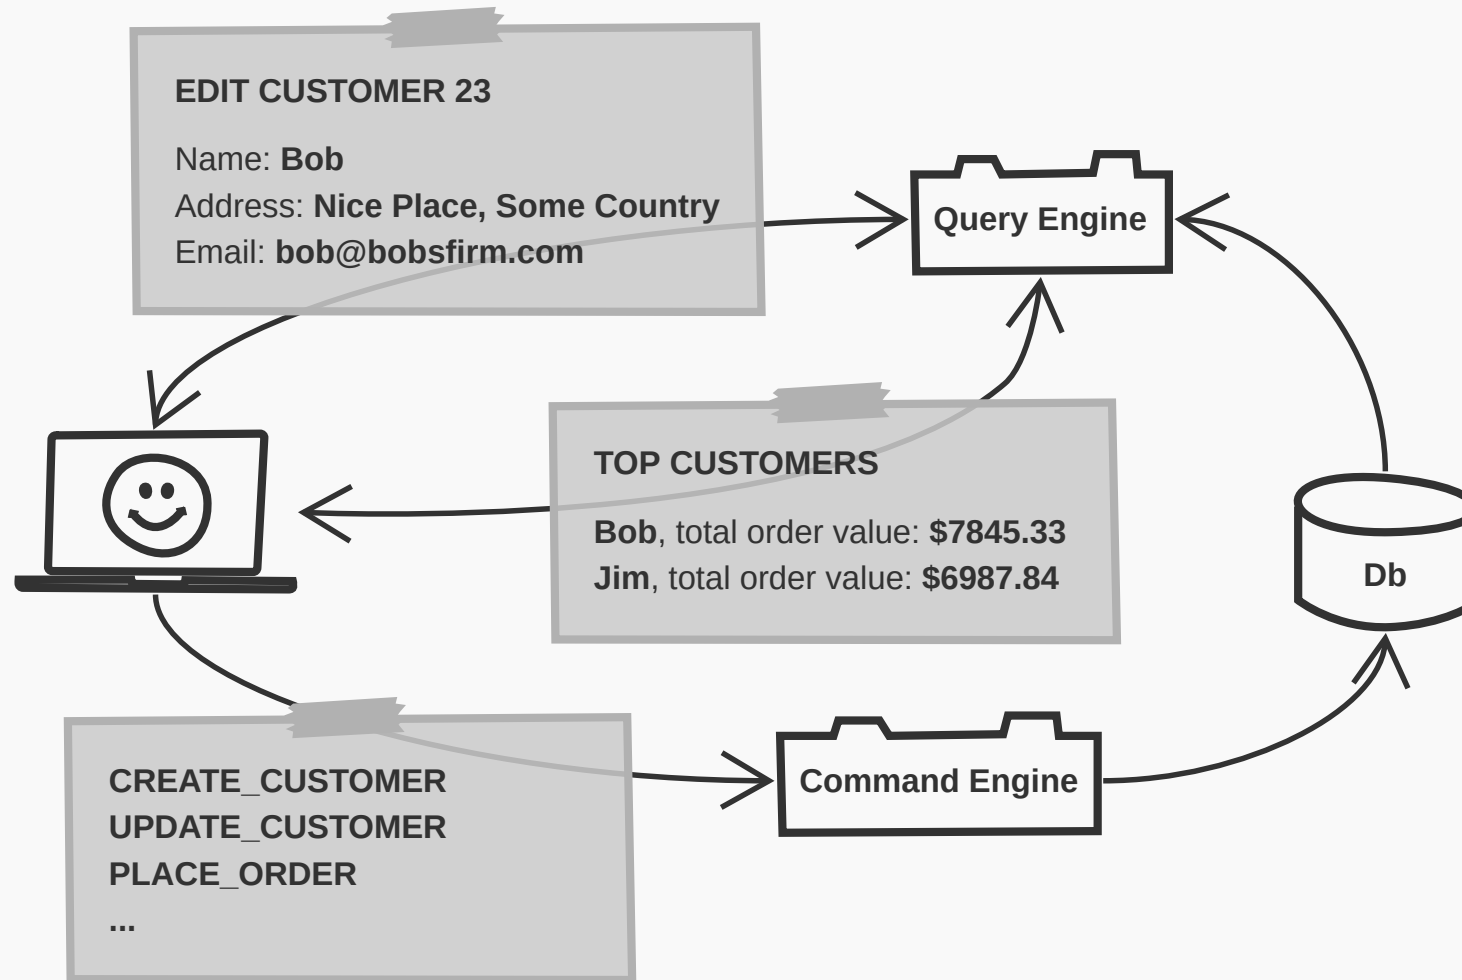 EDIT CUSTOMER 23
Name: Bob
Address: Nice Place, Some Country
Email: bob@bobsfirm.com
Query Engine
TOP CUSTOMERS
Bob, total order value: $7845.33
Jim, total order value: $6987.84
Db
CREATE_CUSTOMER
UPDATE_CUSTOMER
PLACE_ORDER
...
Command Engine